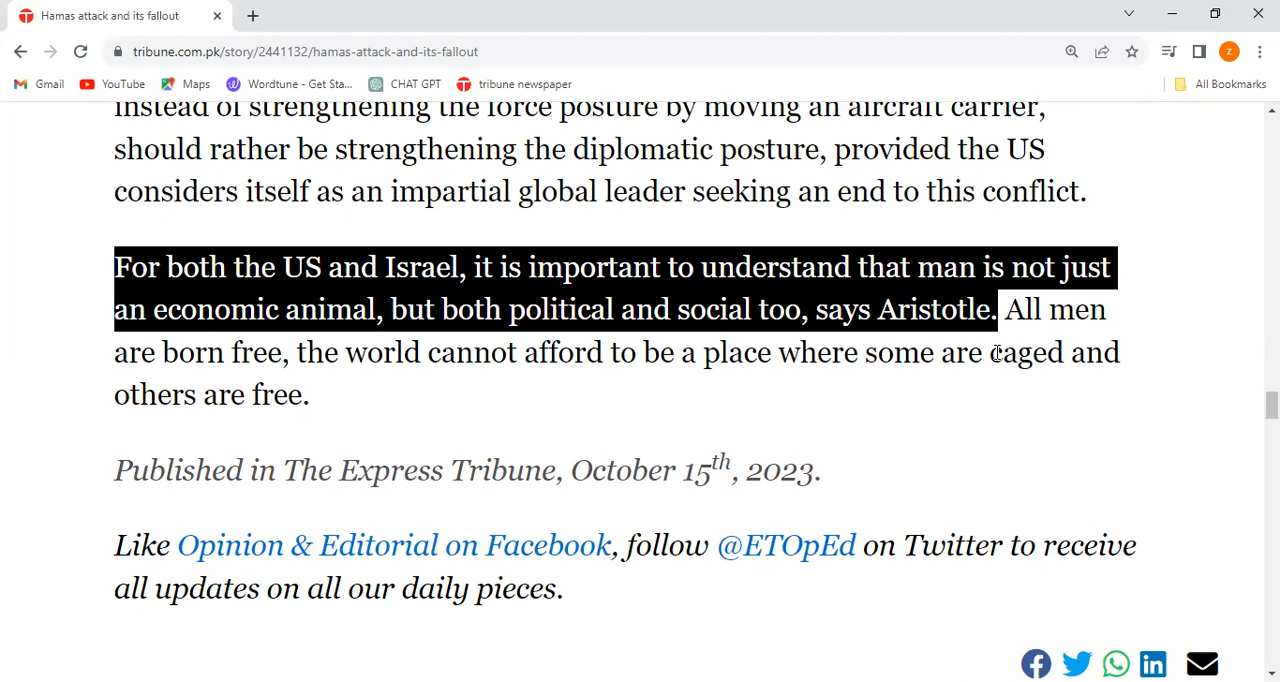 Hamas attack and its fallout
tribune.com.pk/story/2441132/hamas-attack-and-its-fallout
z
Gmail YouTube Maps Wordtune - Get Sta... CHAT GPT tribune newspaper All Bookmarks
instead of strengthening the force posture by moving an aircraft carrier,
should rather be strengthening the diplomatic posture, provided the US
considers itself as an impartial global leader seeking an end to this conflict.
For both the US and Israel, it is important to understand that man is not just
an economic animal, but both political and social too, says Aristotle. All men
are born free, the world cannot afford to be a place where some are caged and
others are free.
Published in The Express Tribune, October 15th, 2023.
Like Opinion & Editorial on Facebook, follow @ETOpEd on Twitter to receive
all updates on all our daily pieces.